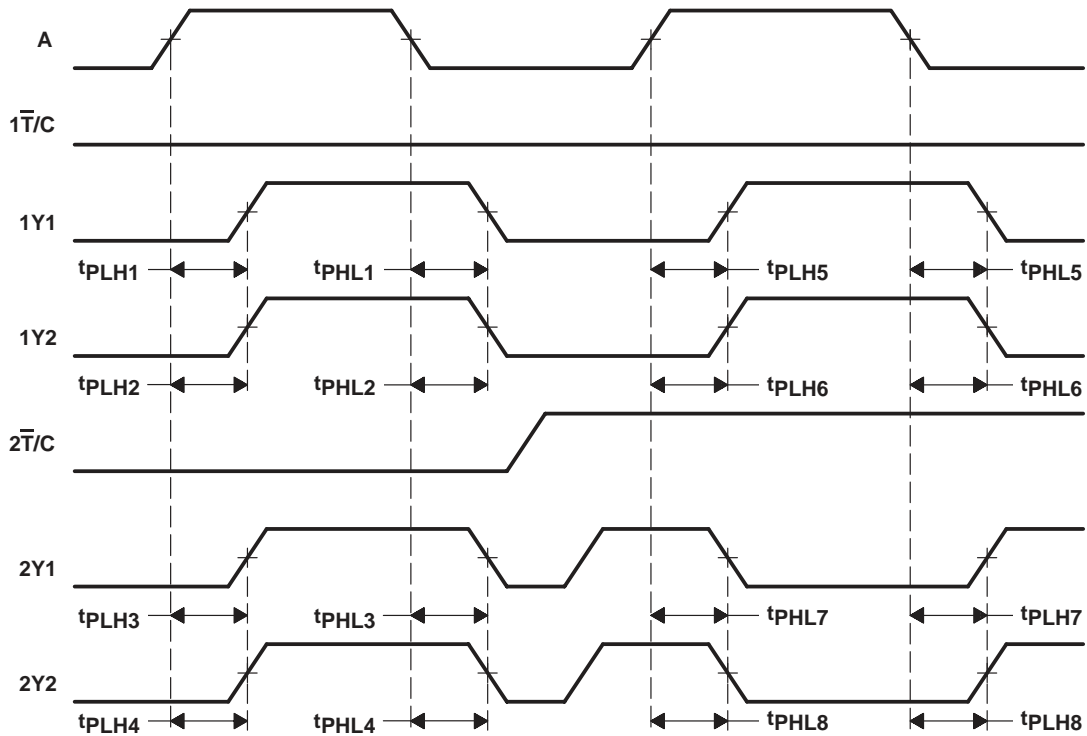 A
1T̅/C
1Y1
tPLH1 tPHL1 tPLH5 tPHL5
1Y2
tPLH2 tPHL2 tPLH6 tPHL6
2T̅/C
2Y1
tPLH3 tPHL3 tPHL7 tPLH7
2Y2
tPLH4 tPHL4 tPHL8 tPLH8